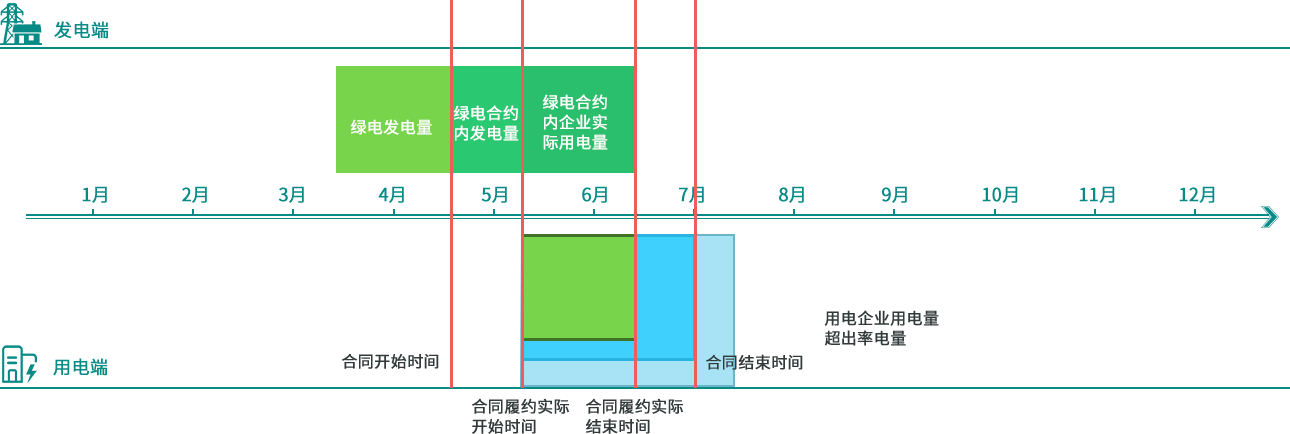 发电端
绿电发电量
绿电合约
内发电量
绿电合约
内企业实
际用电量
1月
2月
3月
4月
5月
6月
7月
8月
9月
10月
11月
12月
用电企业用电量
超出率电量
用电端
合同开始时间
合同结束时间
合同履约实际
开始时间
合同履约实际
结束时间